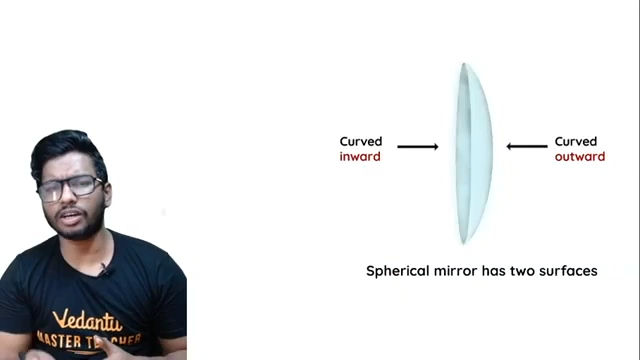 Curved
inward
Curved
outward
Spherical mirror has two surfaces
Vedantu
MASTER TEACHER